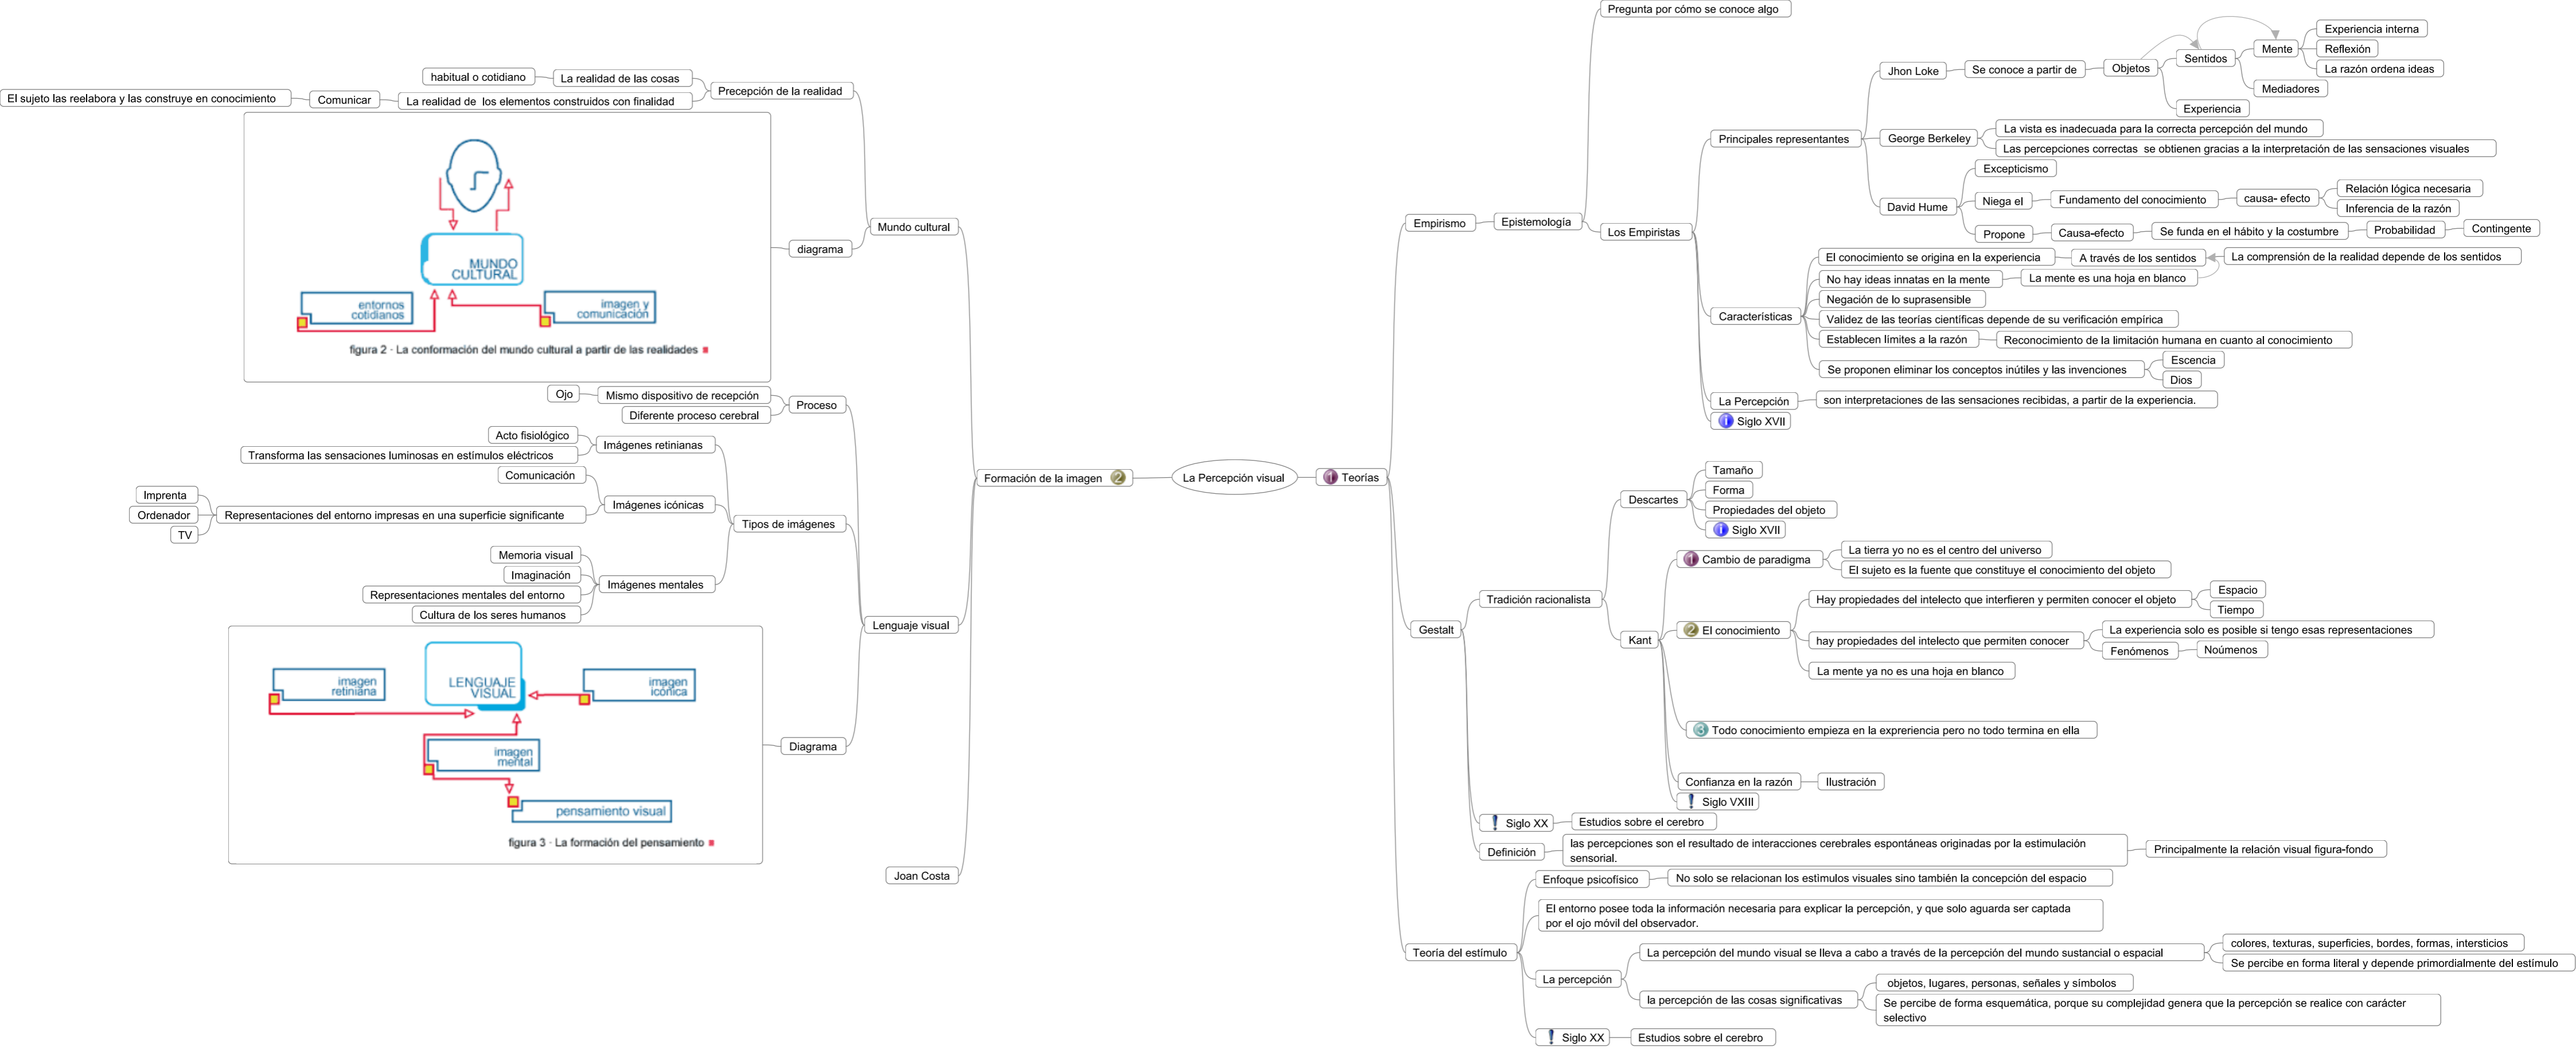 La Percepción visual
Teorías
Empirismo
Epistemología
Pregunta por cómo se conoce algo
Los Empiristas
Principales representantes
Jhon Loke
Se conoce a partir de
Objetos
Sentidos
Mente
Experiencia interna
Reflexión
La razón ordena ideas
Mediadores
Experiencia
George Berkeley
La vista es inadecuada para la correcta percepción del mundo
Las percepciones correctas se obtienen gracias a la interpretación de las sensaciones visuales
David Hume
Excepticismo
Niega el
Fundamento del conocimiento
causa- efecto
Relación lógica necesaria
Inferencia de la razón
Propone
Causa-efecto
Se funda en el hábito y la costumbre
Probabilidad
Contingente
Características
El conocimiento se origina en la experiencia
A través de los sentidos
La comprensión de la realidad depende de los sentidos
No hay ideas innatas en la mente
La mente es una hoja en blanco
Negación de lo suprasensible
Validez de las teorías científicas depende de su verificación empírica
Establecen límites a la razón
Reconocimiento de la limitación humana en cuanto al conocimiento
Se proponen eliminar los conceptos inútiles y las invenciones
Escencia
Dios
La Percepción
son interpretaciones de las sensaciones recibidas, a partir de la experiencia.
Siglo XVII
Gestalt
Tradición racionalista
Descartes
Tamaño
Forma
Propiedades del objeto
Siglo XVII
Kant
1 Cambio de paradigma
La tierra yo no es el centro del universo
El sujeto es la fuente que constituye el conocimiento del objeto
2 El conocimiento
Hay propiedades del intelecto que interfieren y permiten conocer el objeto
Espacio
Tiempo
hay propiedades del intelecto que permiten conocer
La experiencia solo es posible si tengo esas representaciones
Fenómenos
Noúmenos
La mente ya no es una hoja en blanco
3 Todo conocimiento empieza en la expreriencia pero no todo termina en ella
Confianza en la razón
Ilustración
Siglo VXIII
Siglo XX
Estudios sobre el cerebro
Definición
las percepciones son el resultado de interacciones cerebrales espontáneas originadas por la estimulación
sensorial.
Principalmente la relación visual figura-fondo
Teoría del estímulo
Enfoque psicofísico
No solo se relacionan los estìmulos visuales sino también la concepción del espacio
El entorno posee toda la información necesaria para explicar la percepción, y que solo aguarda ser captada
por el ojo móvil del observador.
La percepción
La percepción del mundo visual se lleva a cabo a través de la percepción del mundo sustancial o espacial
colores, texturas, superficies, bordes, formas, intersticios
Se percibe en forma literal y depende primordialmente del estímulo
la percepción de las cosas significativas
objetos, lugares, personas, señales y símbolos
Se percibe de forma esquemática, porque su complejidad genera que la percepción se realice con carácter
selectivo
Siglo XX
Estudios sobre el cerebro
Formación de la imagen 2
Mundo cultural
Precepción de la realidad
La realidad de las cosas
habitual o cotidiano
La realidad de los elementos construidos con finalidad
Comunicar
El sujeto las reelabora y las construye en conocimiento
diagrama
MUNDO
CULTURAL
entornos
cotidianos
imagen y
comunicación
figura 2 · La conformación del mundo cultural a partir de las realidades
Lenguaje visual
Proceso
Mismo dispositivo de recepción
Ojo
Diferente proceso cerebral
Tipos de imágenes
Imágenes retinianas
Acto fisiológico
Transforma las sensaciones luminosas en estímulos eléctricos
Imágenes icónicas
Comunicación
Representaciones del entorno impresas en una superficie significante
Imprenta
Ordenador
TV
Imágenes mentales
Memoria visual
Imaginación
Representaciones mentales del entorno
Cultura de los seres humanos
Diagrama
LENGUAJE
VISUAL
imagen
retiniana
imagen
icónica
imagen
mental
pensamiento visual
figura 3 · La formación del pensamiento
Joan Costa